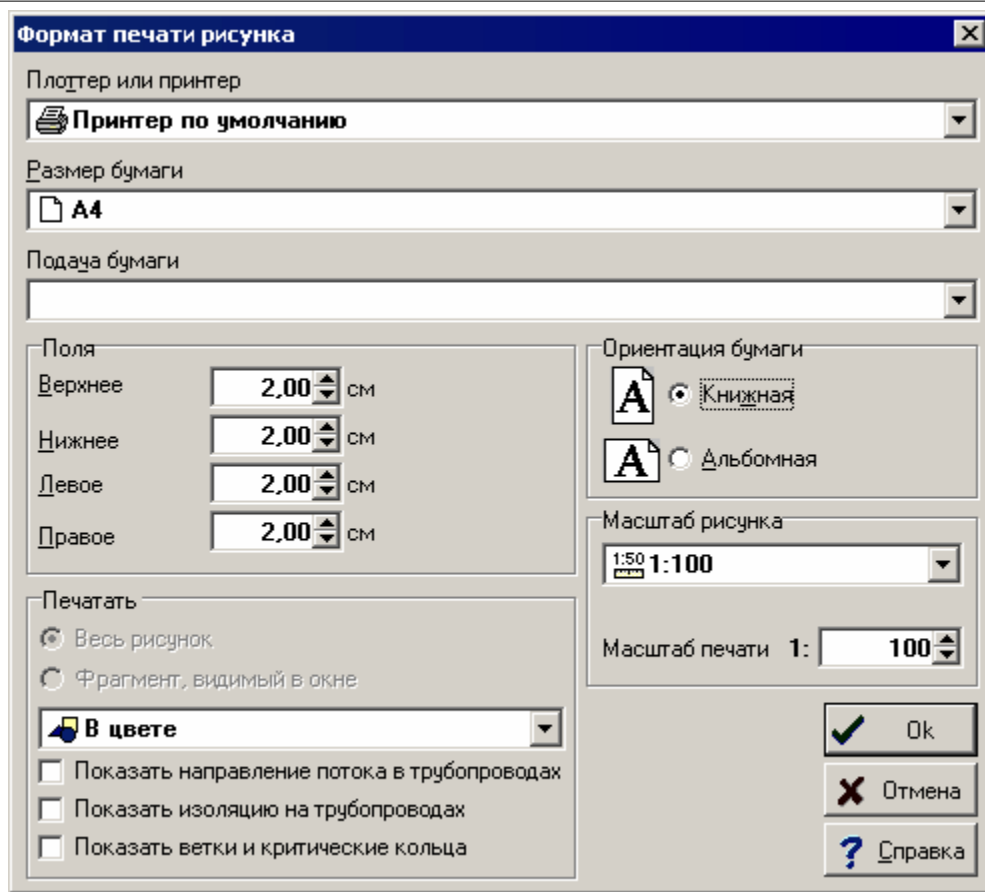 Формат печати рисунка
Плоттер или принтер
Принтер по умолчанию
Размер бумаги
A4
Подача бумаги
Поля
Верхнее 2,00 см
Нижнее 2,00 см
Левое 2,00 см
Правое 2,00 см
Ориентация бумаги
A Книжная
A Альбомная
Масштаб рисунка
1:50 1:100
Масштаб печати 1: 100
Печатать
Весь рисунок
Фрагмент, видимый в окне
В цвете
Показать направление потока в трубопроводах
Показать изоляцию на трубопроводах
Показать ветки и критические кольца
Ok
Отмена
? Справка